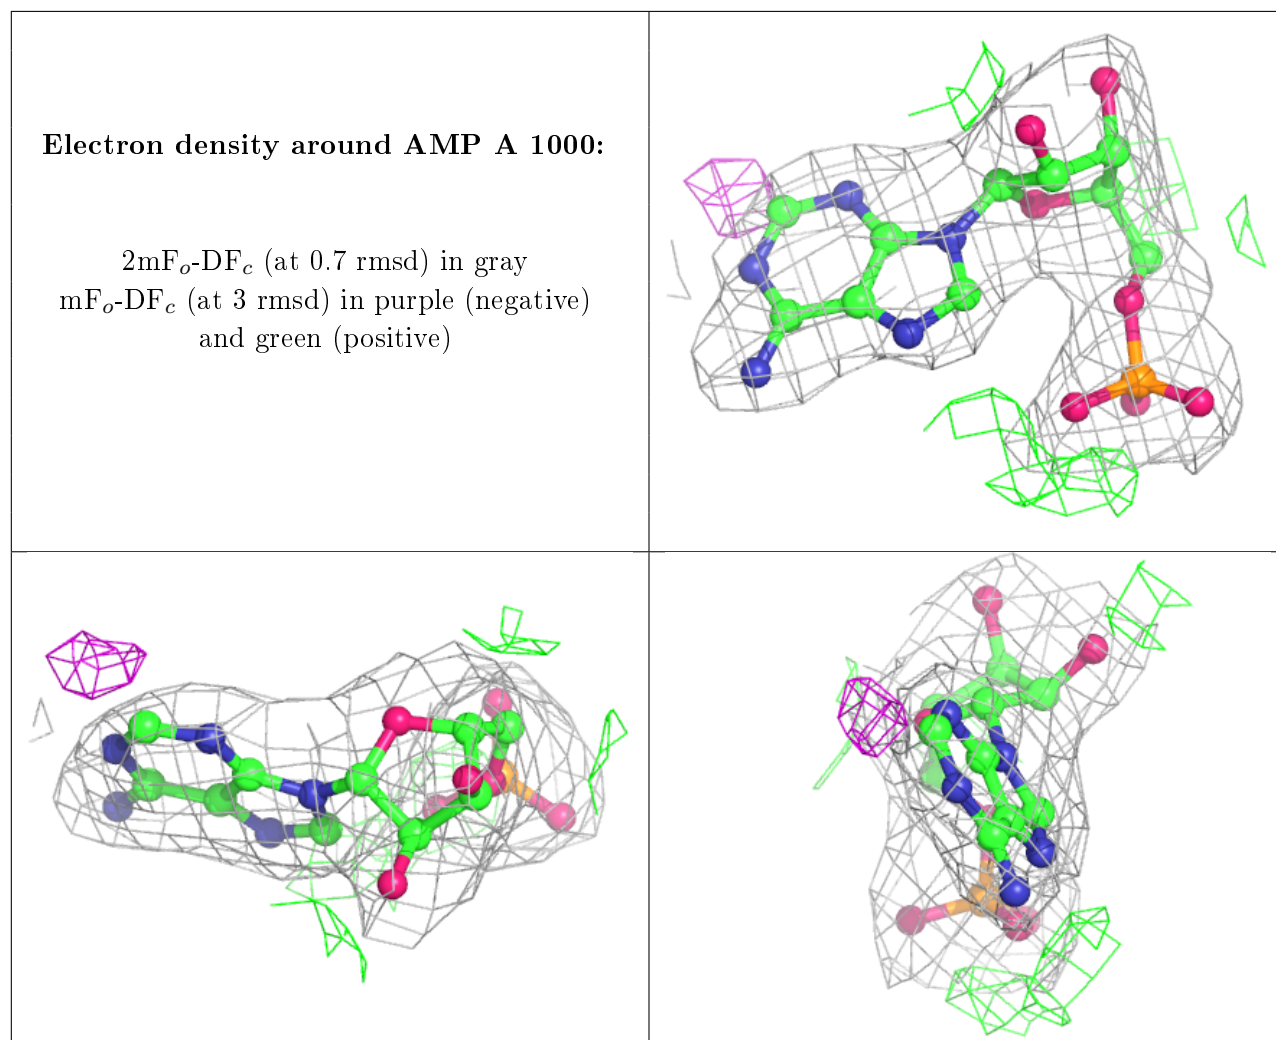 Electron density around AMP A 1000:
2mFₒ-DF𝒸 (at 0.7 rmsd) in gray
mFₒ-DF𝒸 (at 3 rmsd) in purple (negative)
and green (positive)